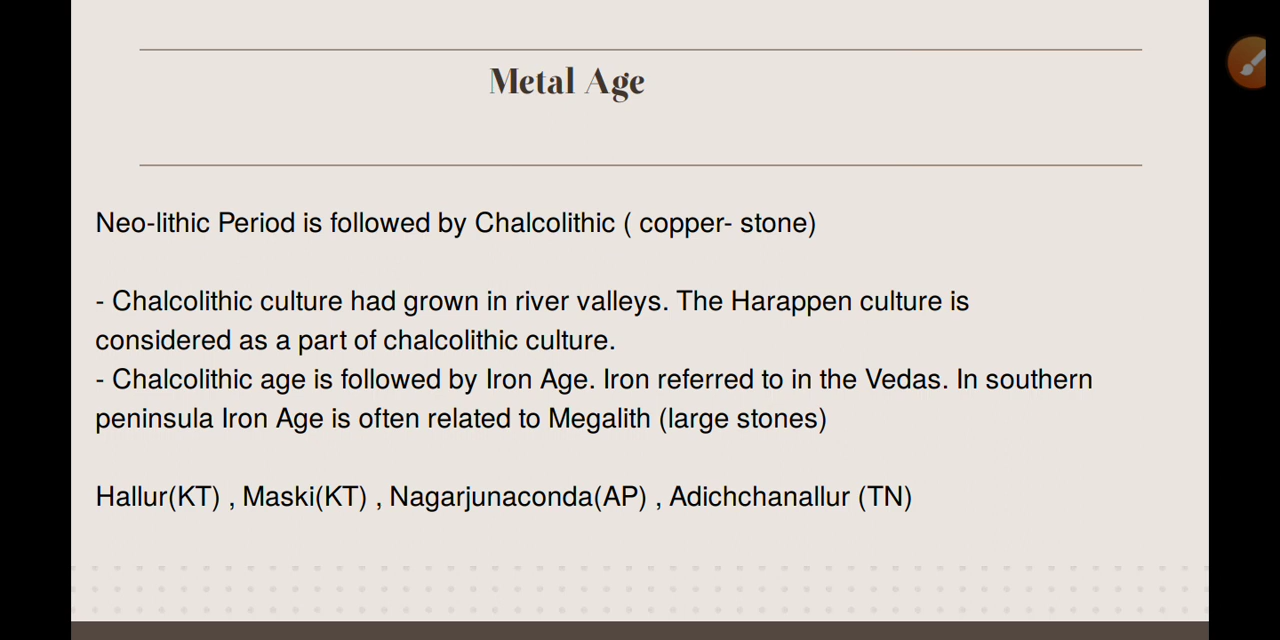 Metal Age
Neo-lithic Period is followed by Chalcolithic ( copper- stone)
- Chalcolithic culture had grown in river valleys. The Harappen culture is
considered as a part of chalcolithic culture.
- Chalcolithic age is followed by Iron Age. Iron referred to in the Vedas. In southern
peninsula Iron Age is often related to Megalith (large stones)
Hallur(KT) , Maski(KT) , Nagarjunaconda(AP) , Adichchanallur (TN)